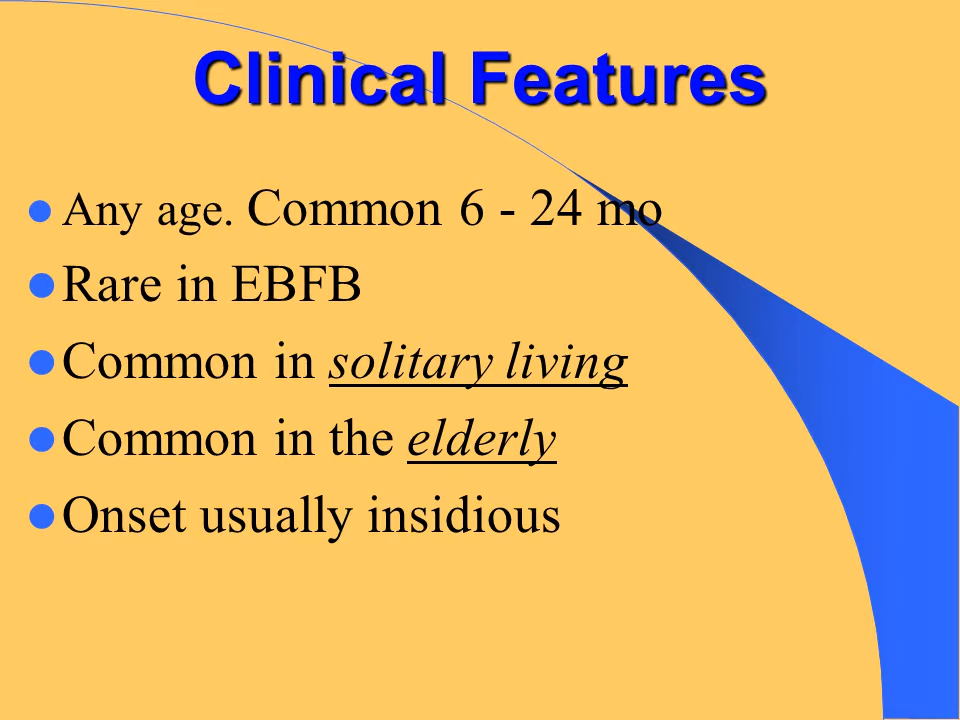 Clinical Features
Any age. Common 6 - 24 mo
Rare in EBFB
Common in solitary living
Common in the elderly
Onset usually insidious